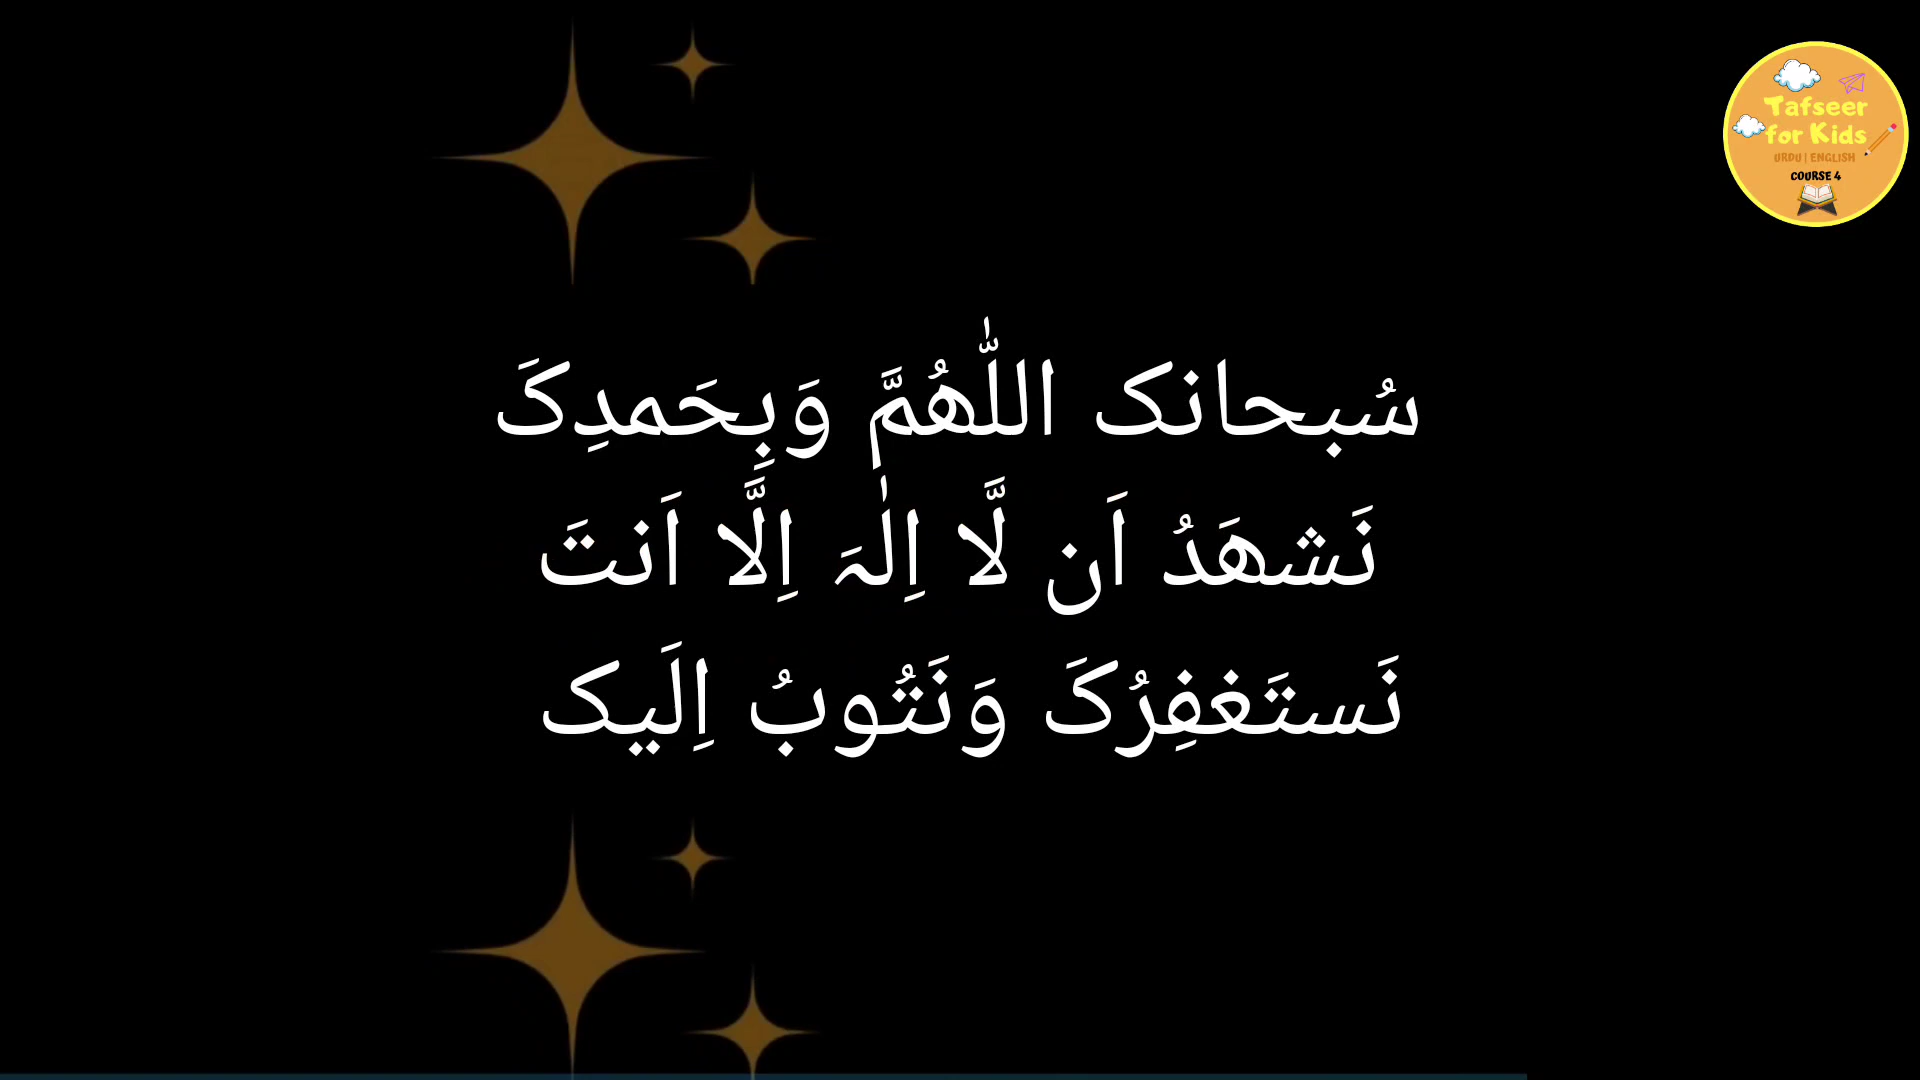 Tafseer
for Kids
URDU | ENGLISH
COURSE 4
سُبحانک اللّٰھُمَّ وَبِحَمدِکَ
نَشھَدُ اَن لَّا اِلٰہَ اِلَّا اَنتَ
نَستَغفِرُکَ وَنَتُوبُ اِلَیک